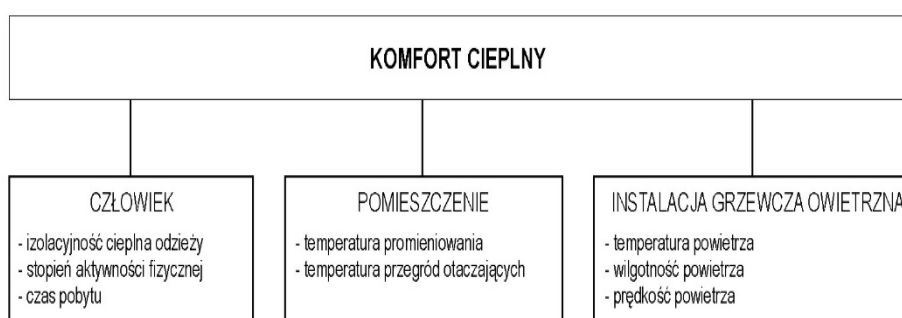 KOMFORT CIEPLNY
CZŁOWIEK
- izolacyjność cieplna odzieży
- stopień aktywności fizycznej
- czas pobytu
POMIESZCZENIE
- temperatura promieniowania
- temperatura przegród otaczających
INSTALACJA GRZEWCZA OWIETRZNA
- temperatura powietrza
- wilgotność powietrza
- prędkość powietrza